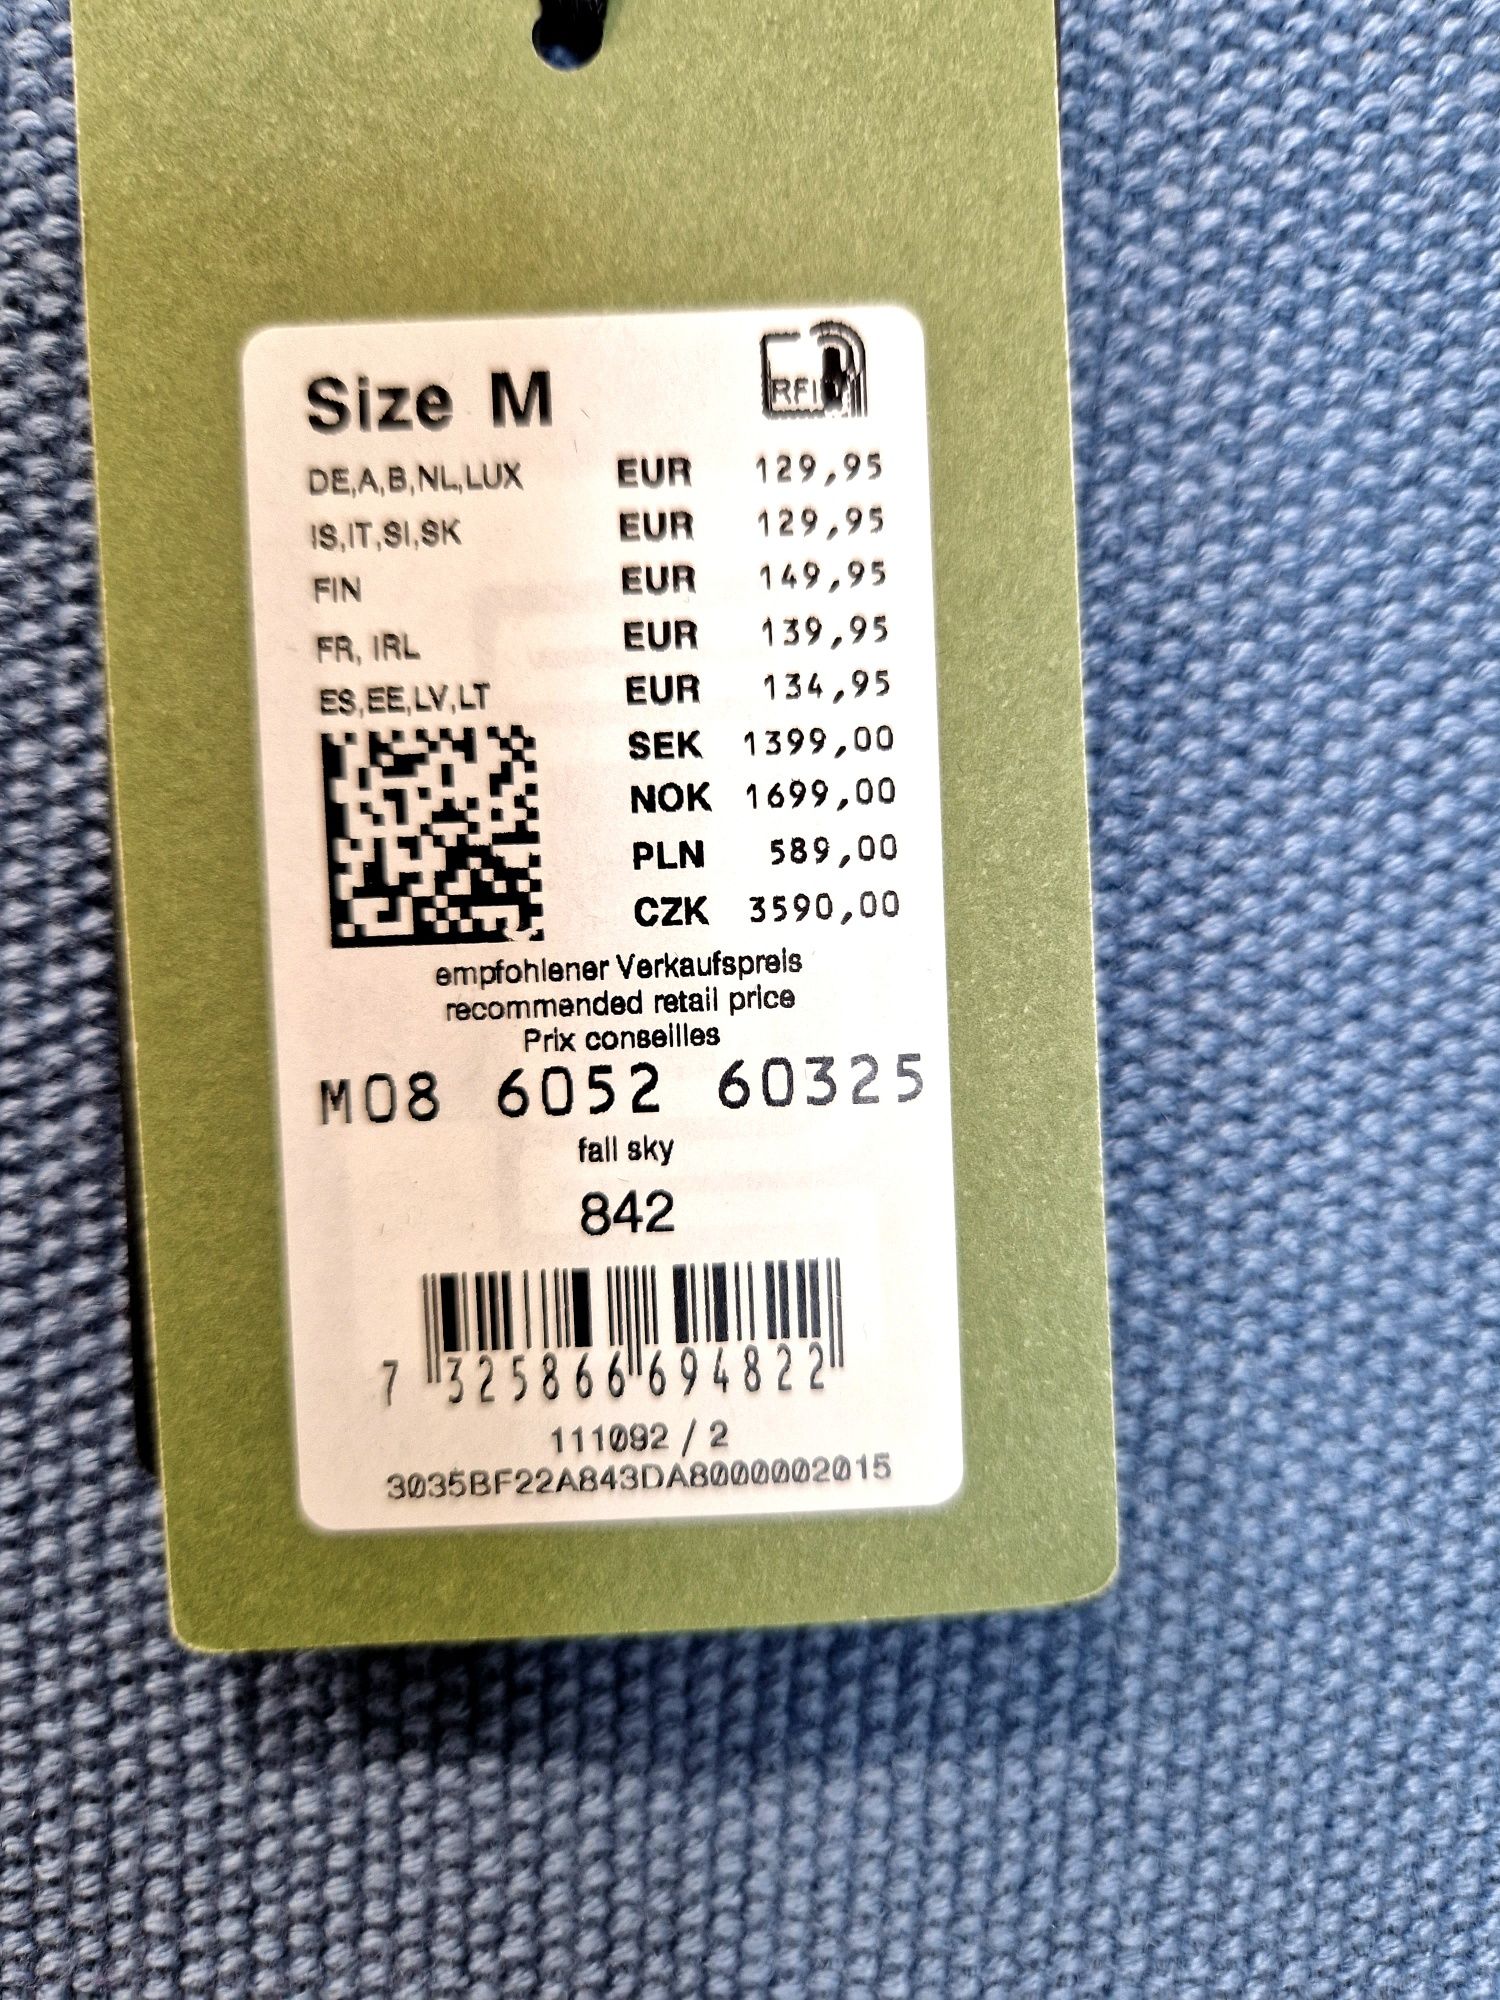 Size M
RFID
DE,A,B,NL,LUX EUR 129,95
IS,IT,SI,SK EUR 129,95
FIN EUR 149,95
FR, IRL EUR 139,95
ES,EE,LV,LT EUR 134,95
SEK 1399,00
NOK 1699,00
PLN 589,00
CZK 3590,00
empfohlener Verkaufspreis
recommended retail price
Prix conseilles
M08 6052 60325
fall sky
842
7 325866 694822
111092 / 2
3035BF22A843DA8000002015